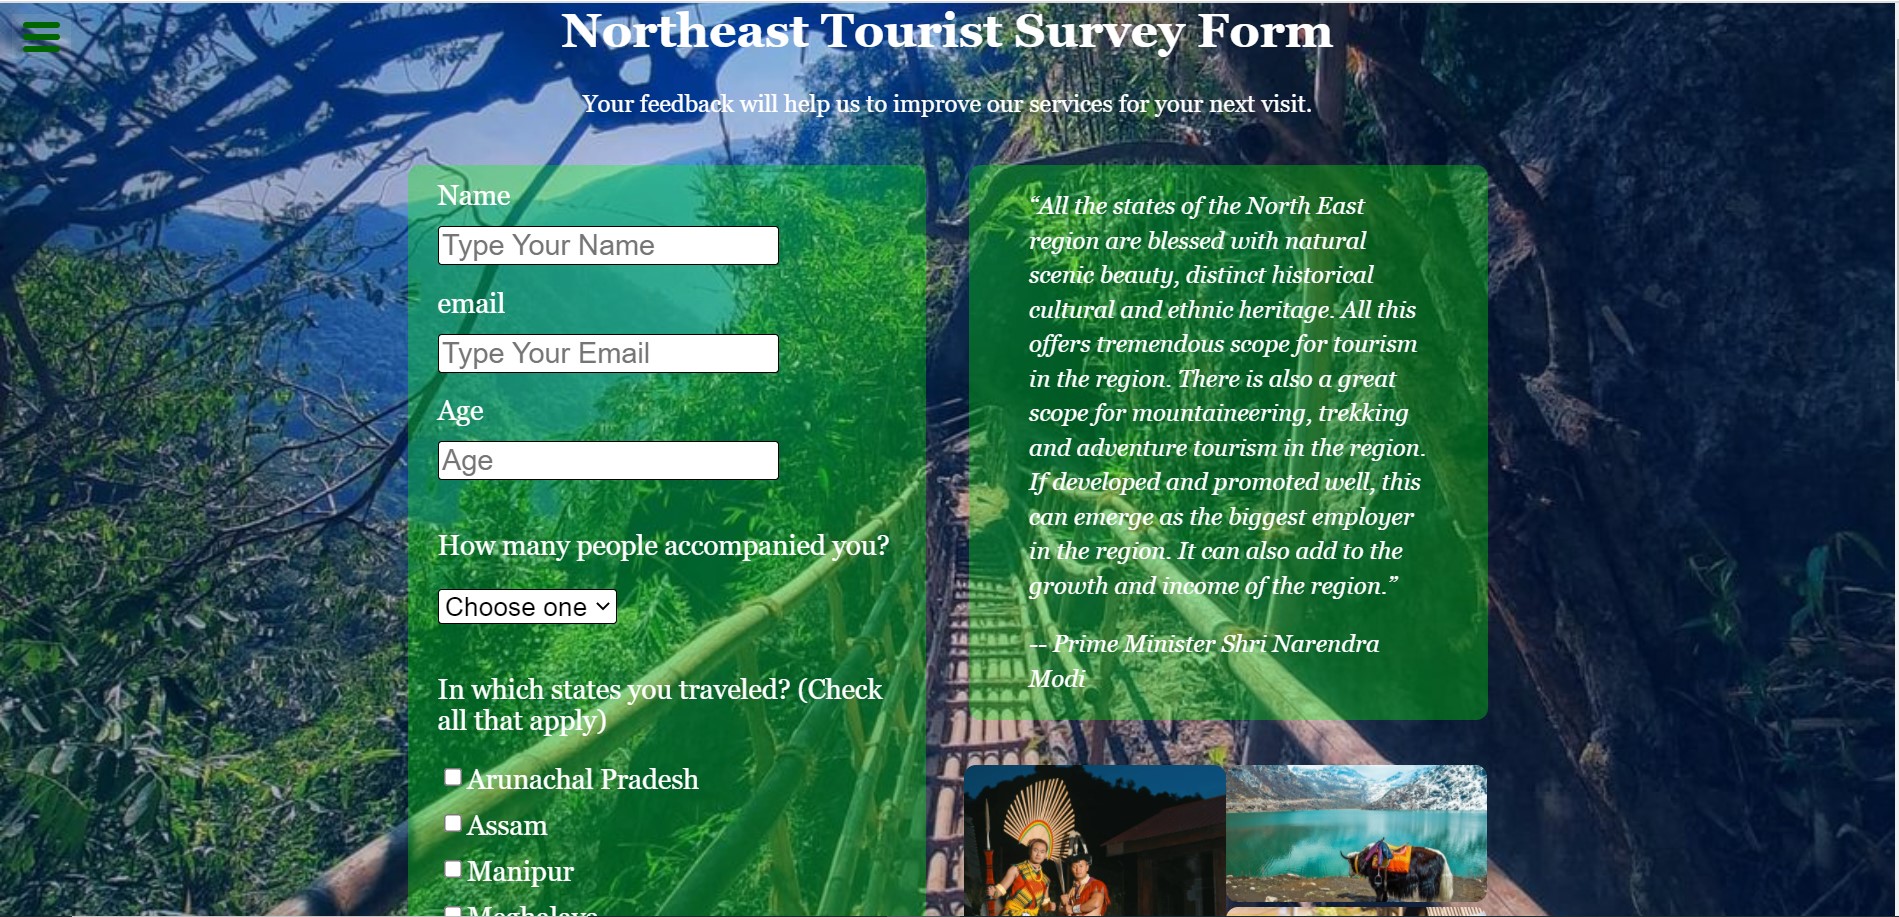 Northeast Tourist Survey Form
Your feedback will help us to improve our services for your next visit.
Name
Type Your Name
email
Type Your Email
Age
Age
How many people accompanied you?
Choose one
In which states you traveled? (Check
all that apply)
Arunachal Pradesh
Assam
Manipur
Meghalaya
“All the states of the North East
region are blessed with natural
scenic beauty, distinct historical
cultural and ethnic heritage. All this
offers tremendous scope for tourism
in the region. There is also a great
scope for mountaineering, trekking
and adventure tourism in the region.
If developed and promoted well, this
can emerge as the biggest employer
in the region. It can also add to the
growth and income of the region.”
-- Prime Minister Shri Narendra
Modi